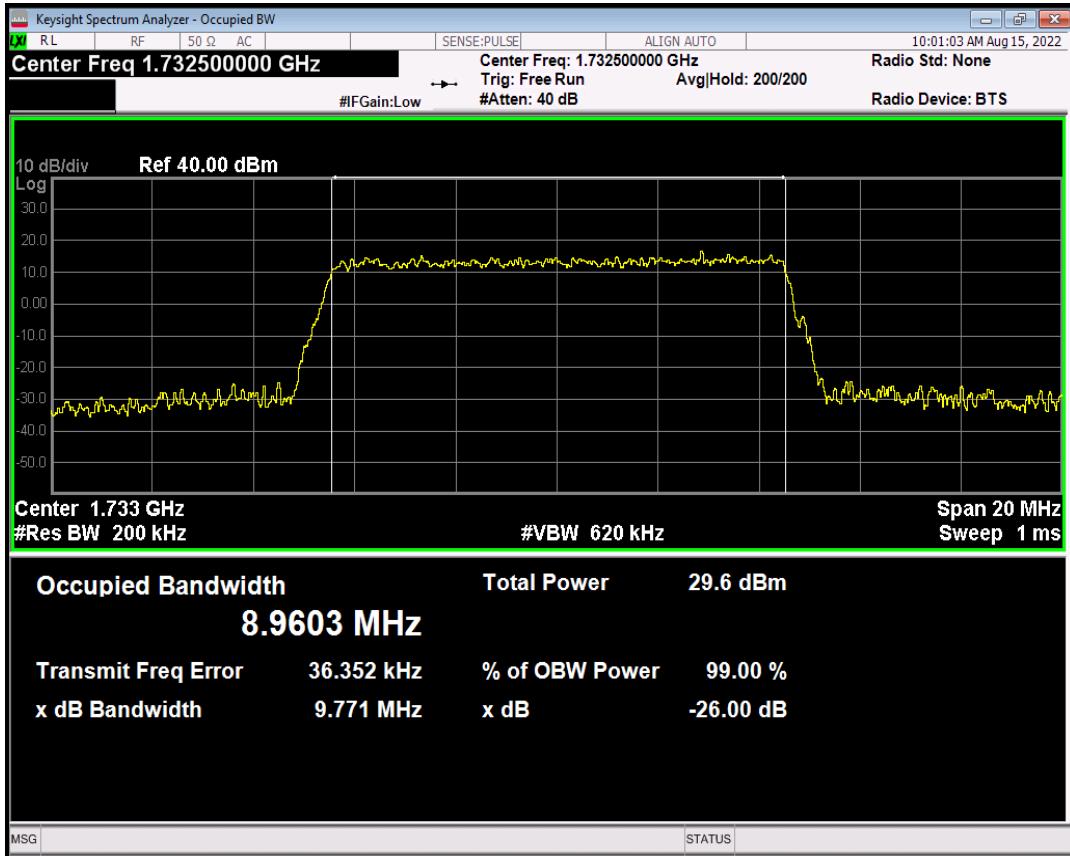 Keysight Spectrum Analyzer - Occupied BW
LXI RL RF 50 Ω AC SENSE:PULSE ALIGN AUTO 10:01:03 AM Aug 15, 2022
Center Freq 1.732500000 GHz Center Freq: 1.732500000 GHz Radio Std: None
Trig: Free Run Avg|Hold: 200/200
#IFGain:Low #Atten: 40 dB Radio Device: BTS
10 dB/div Ref 40.00 dBm
Log
30.0
20.0
10.0
0.00
-10.0
-20.0
-30.0
-40.0
-50.0
Center 1.733 GHz Span 20 MHz
#Res BW 200 kHz #VBW 620 kHz Sweep 1 ms
Occupied Bandwidth Total Power 29.6 dBm
8.9603 MHz
Transmit Freq Error 36.352 kHz % of OBW Power 99.00 %
x dB Bandwidth 9.771 MHz x dB -26.00 dB
MSG STATUS